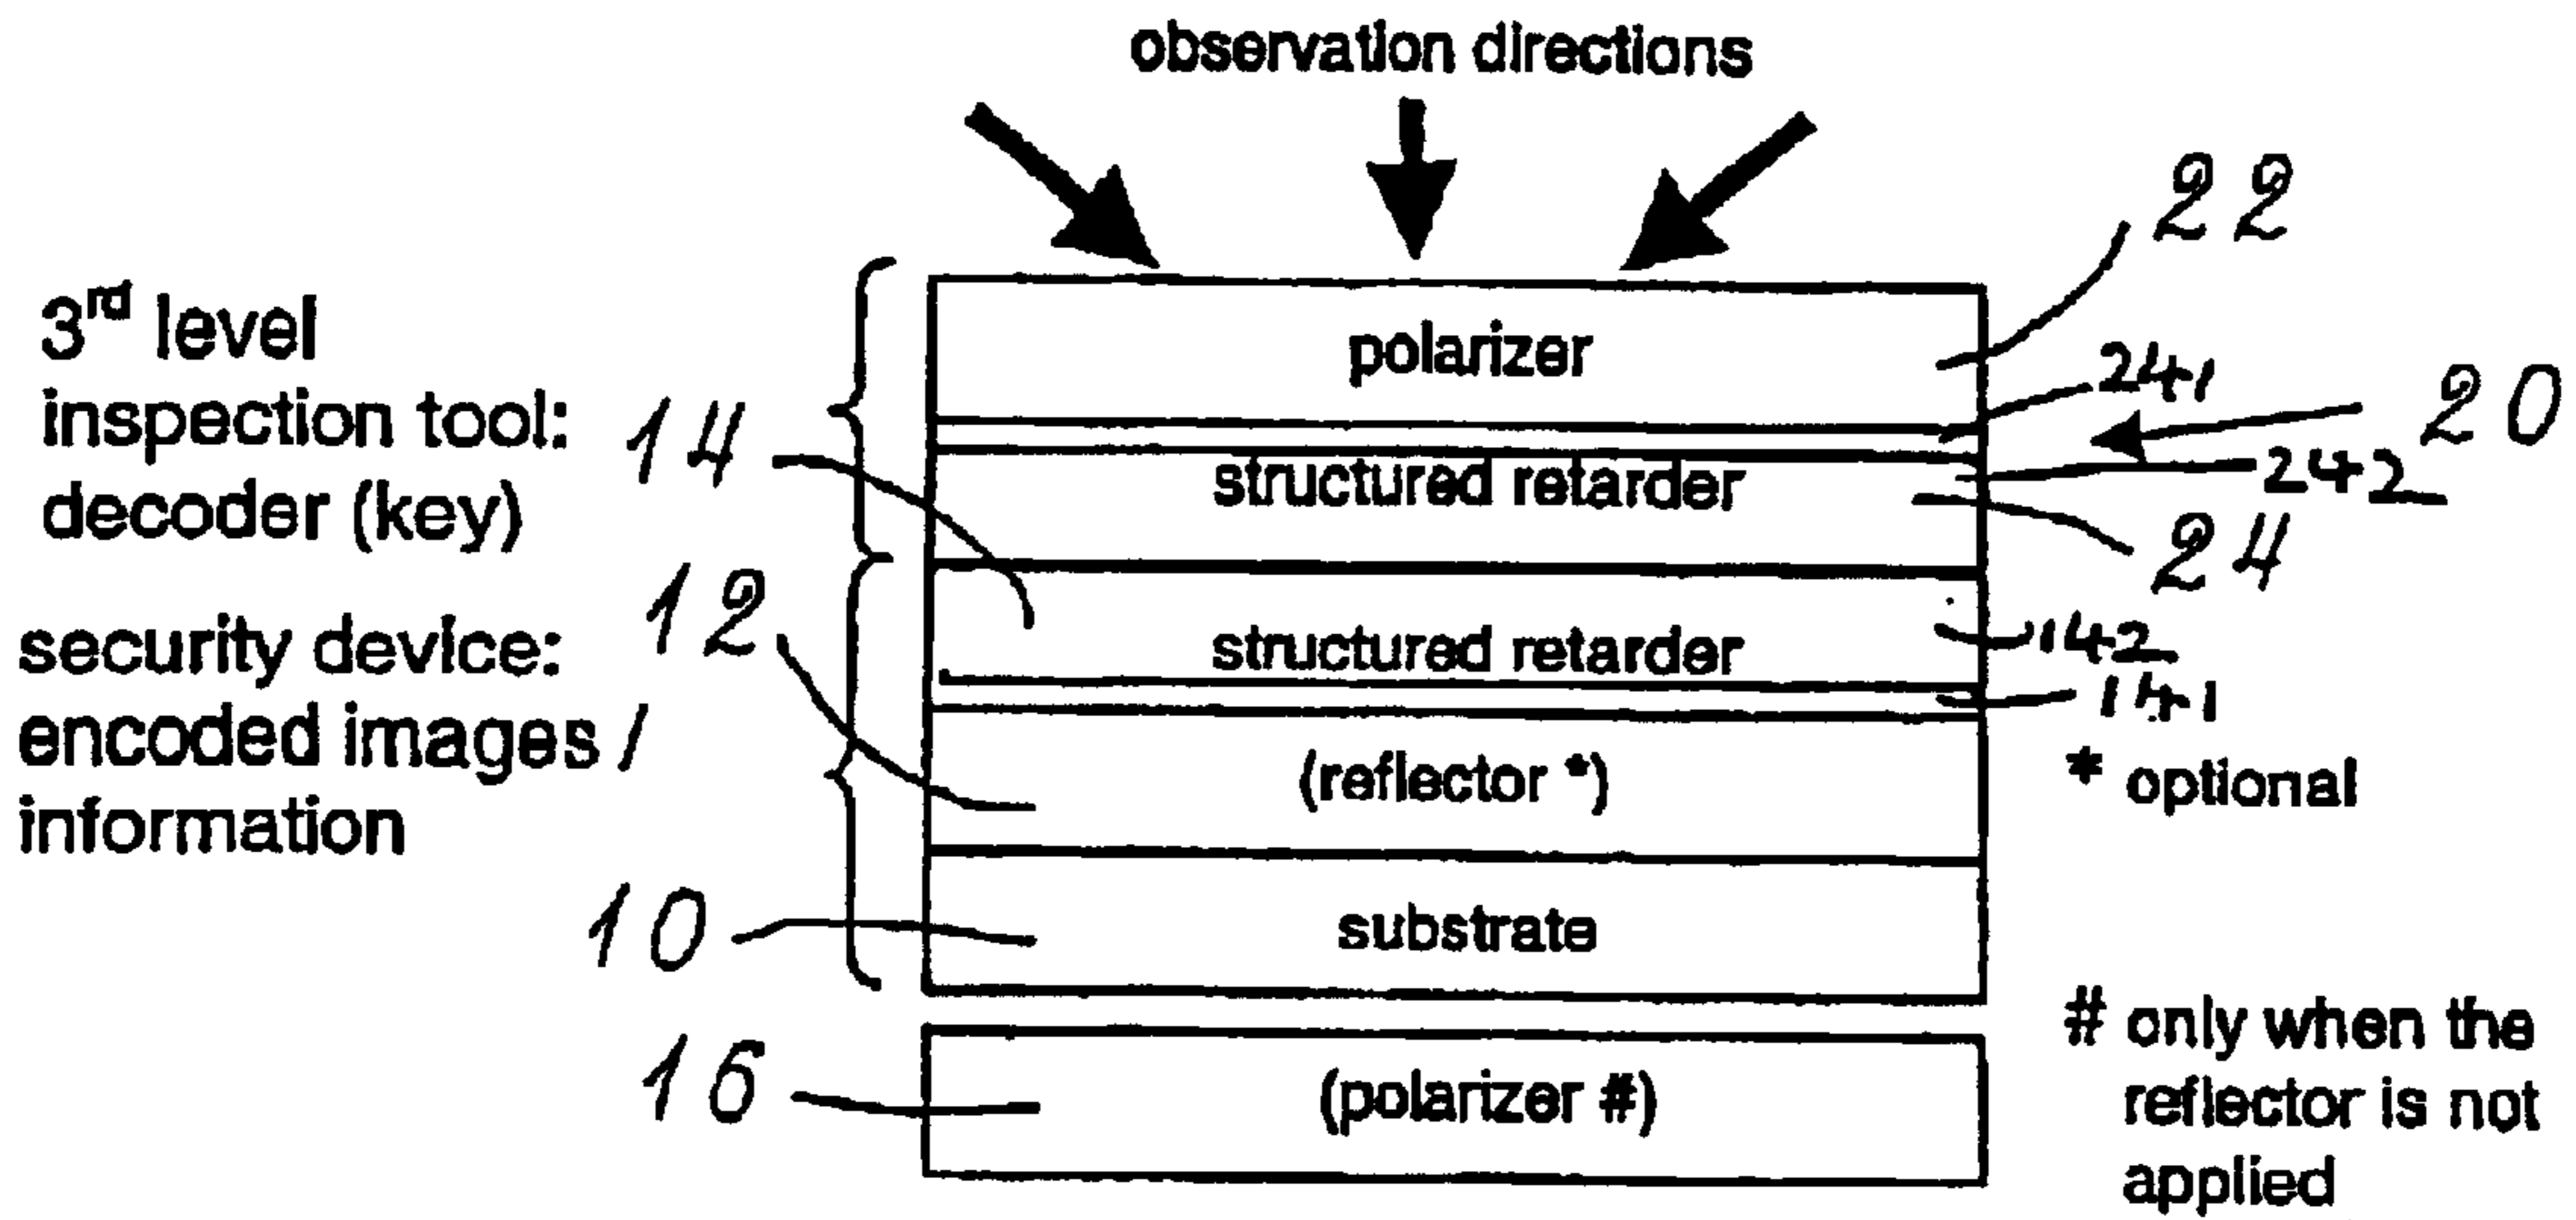 observation directions
22
3rd level
inspection tool:
decoder (key)
14
polarizer
241
20
structured retarder
242
24
security device:
encoded images /
information
12
structured retarder
142
141
(reflector *)
* optional
10
substrate
16
(polarizer #)
# only when the
reflector is not
applied